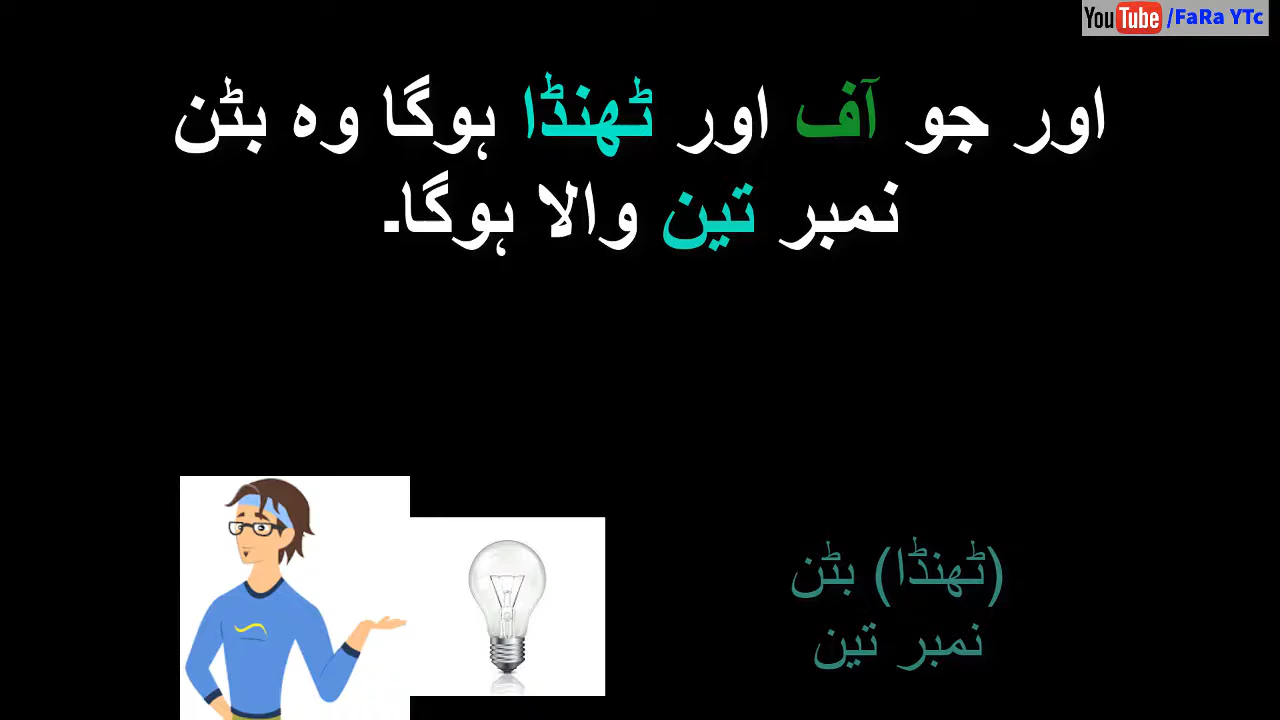 YouTube /FaRa YTc
اور جو آف اور ٹھنڈا ہوگا وہ بٹن
نمبر تین والا ہوگا۔
(ٹھنڈا) بٹن
نمبر تین